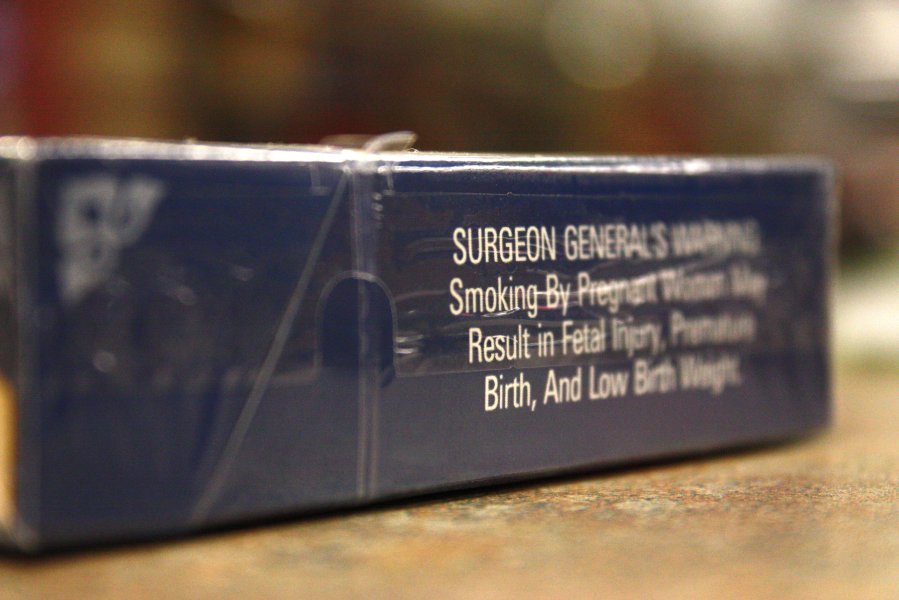 SURGEON GENERAL'S WARNING:
Smoking By Pregnant Women May
Result in Fetal Injury, Premature
Birth, And Low Birth Weight.